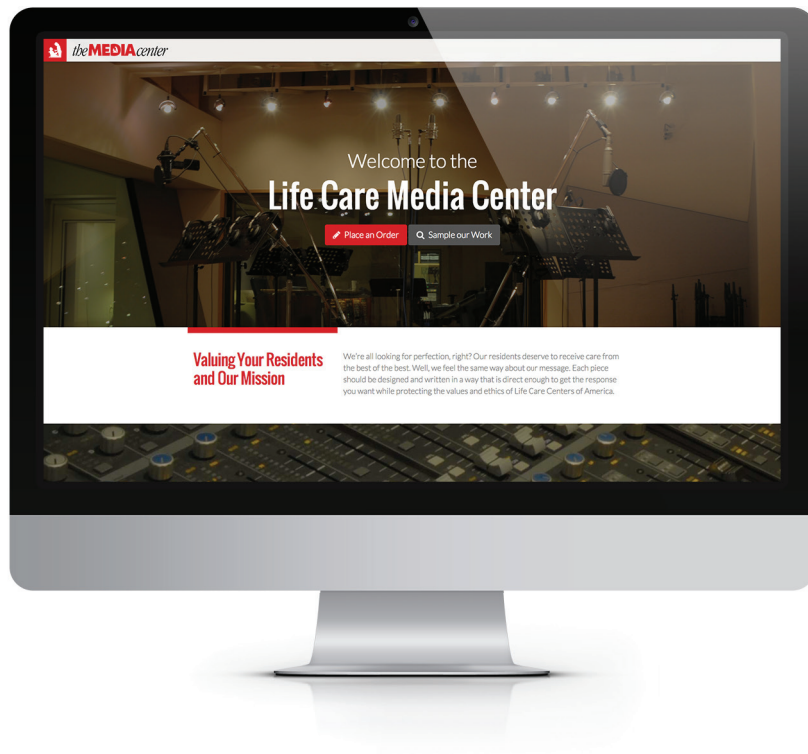 the MEDIA center
Welcome to the
Life Care Media Center
Place an Order
Sample our Work
Valuing Your Residents
and Our Mission
We're all looking for perfection, right? Our residents deserve to receive care from
the best of the best. Well, we feel the same way about our message. Each piece
should be designed and written in a way that is direct enough to get the response
you want while protecting the values and ethics of Life Care Centers of America.